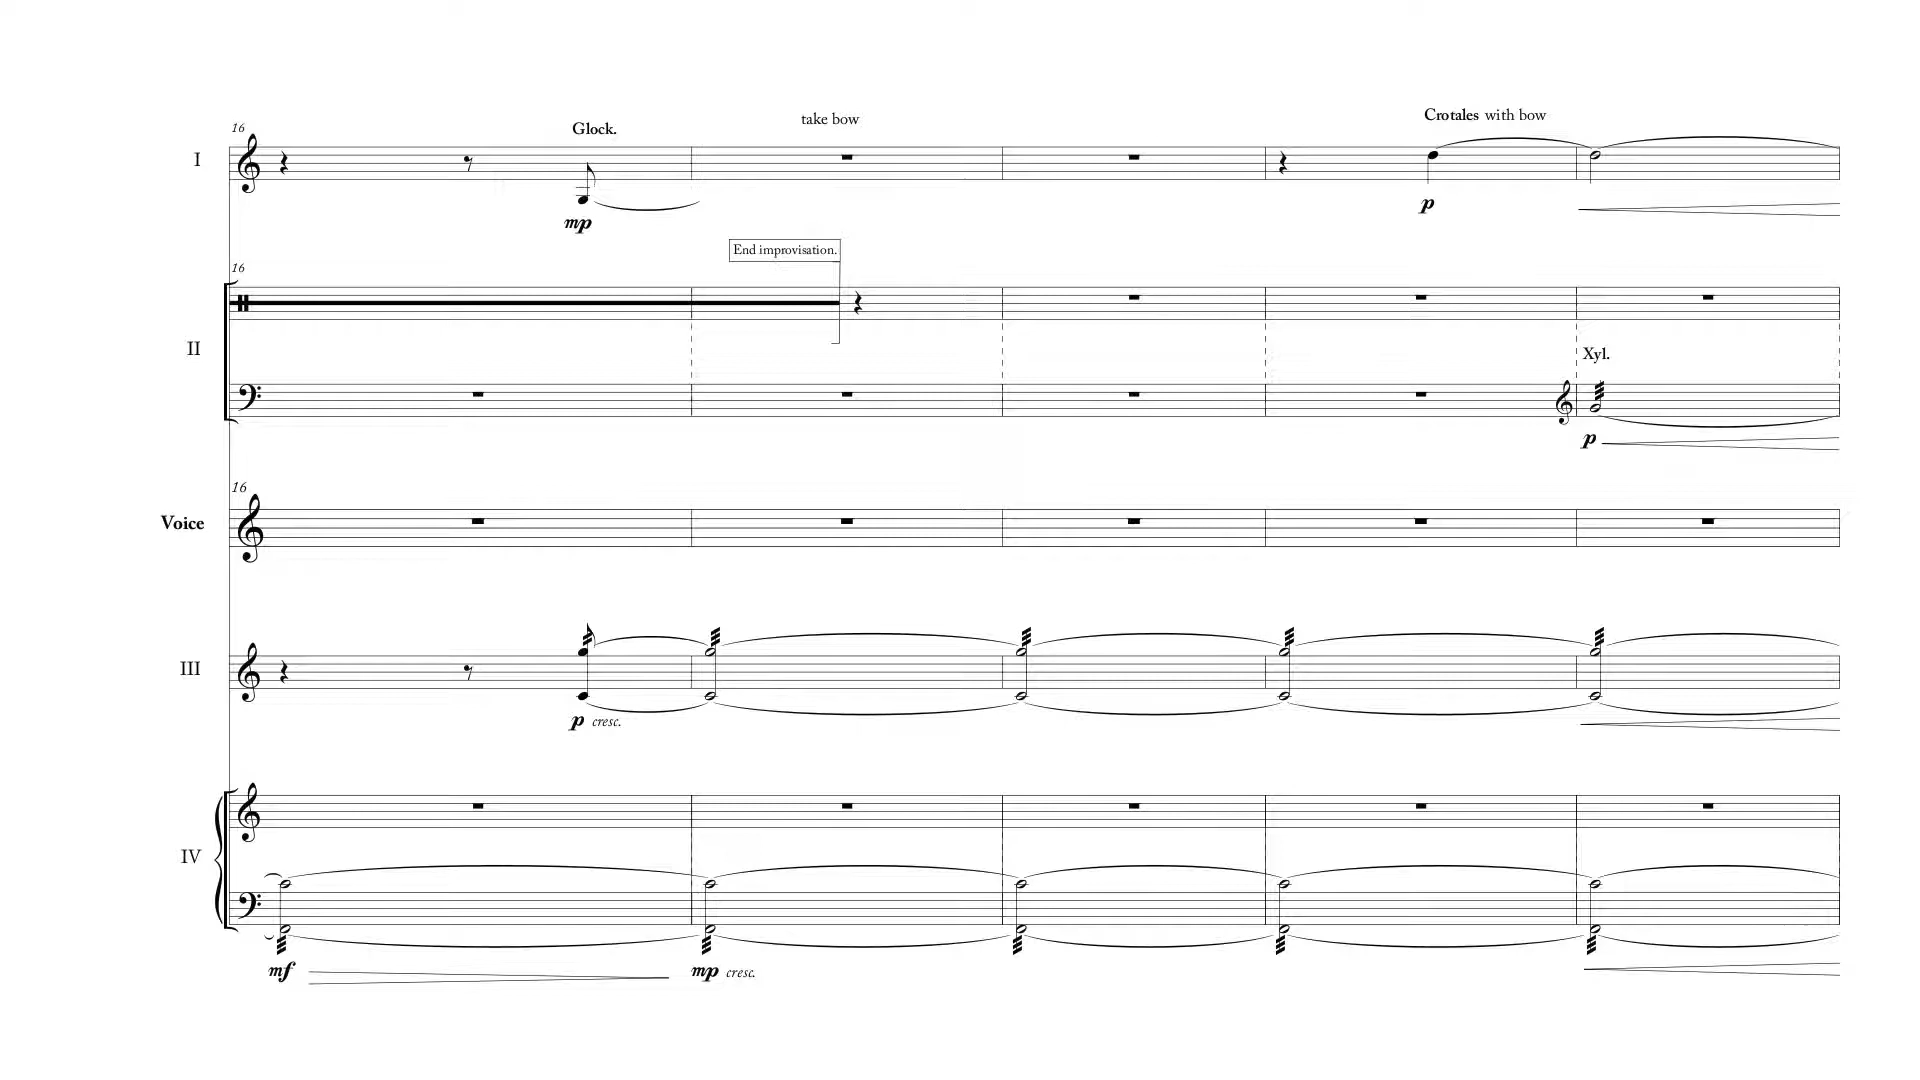 16
Glock.
take bow
Crotales with bow
I
mp
p
End improvisation.
16
II
Xyl.
p
16
Voice
III
p cresc.
IV
mf
mp cresc.